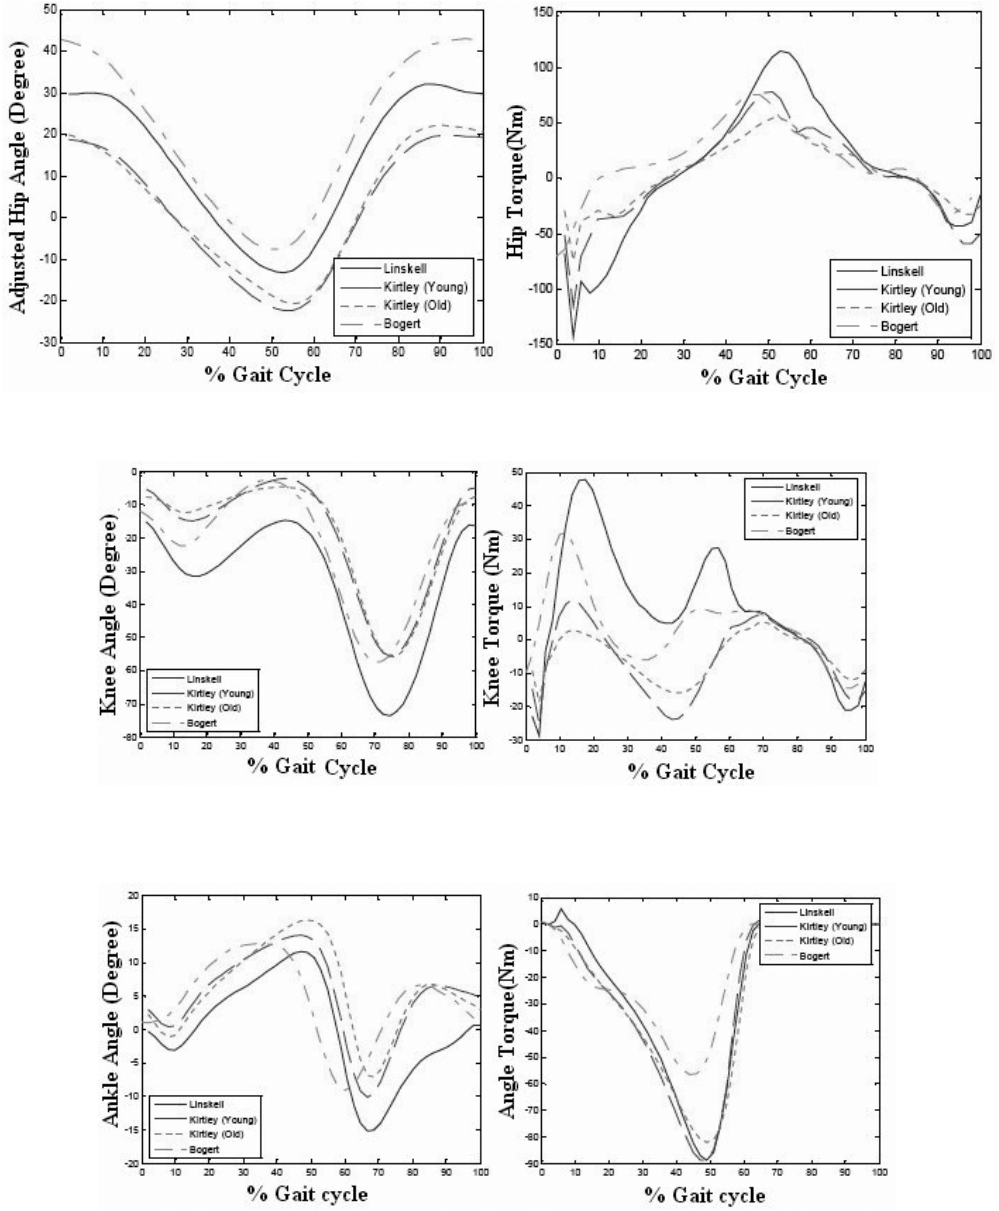 50
40
30
20
10
0
-10
-20
-30
0 10 20 30 40 50 60 70 80 90 100
Adjusted Hip Angle (Degree)
% Gait Cycle
Linskell
Kirtley (Young)
Kirtley (Old)
Bogert
150
100
50
0
-50
-100
-150
0 10 20 30 40 50 60 70 80 90 100
Hip Torque(Nm)
% Gait Cycle
Linskell
Kirtley (Young)
Kirtley (Old)
Bogert
0
-10
-20
-30
-40
50
-60
-70
-80
0 10 20 30 40 50 60 70 80 90 100
Knee Angle (Degree)
% Gait Cycle
Linskell
Kirtley (Young)
Kirtley (Old)
Bogert
50
40
30
20
10
0
-10
-20
-30
0 10 20 30 40 50 60 70 80 90 100
Knee Torque (Nm)
% Gait Cycle
Linskell
Kirtley (Young)
Kirtley (Old)
Bogert
20
15
10
5
0
-5
-10
-15
-20
0 10 20 30 40 50 60 70 80 90 100
Ankle Angle (Degree)
% Gait cycle
Linskell
Kirtley (Young)
Kirtley (Old)
Bogert
10
0
-10
-20
-30
-40
-50
-60
-70
-80
-90
0 10 20 30 40 50 60 70 80 90 100
Angle Torque(Nm)
% Gait cycle
Linskell
Kirtley (Young)
Kirtley (Old)
Bogert